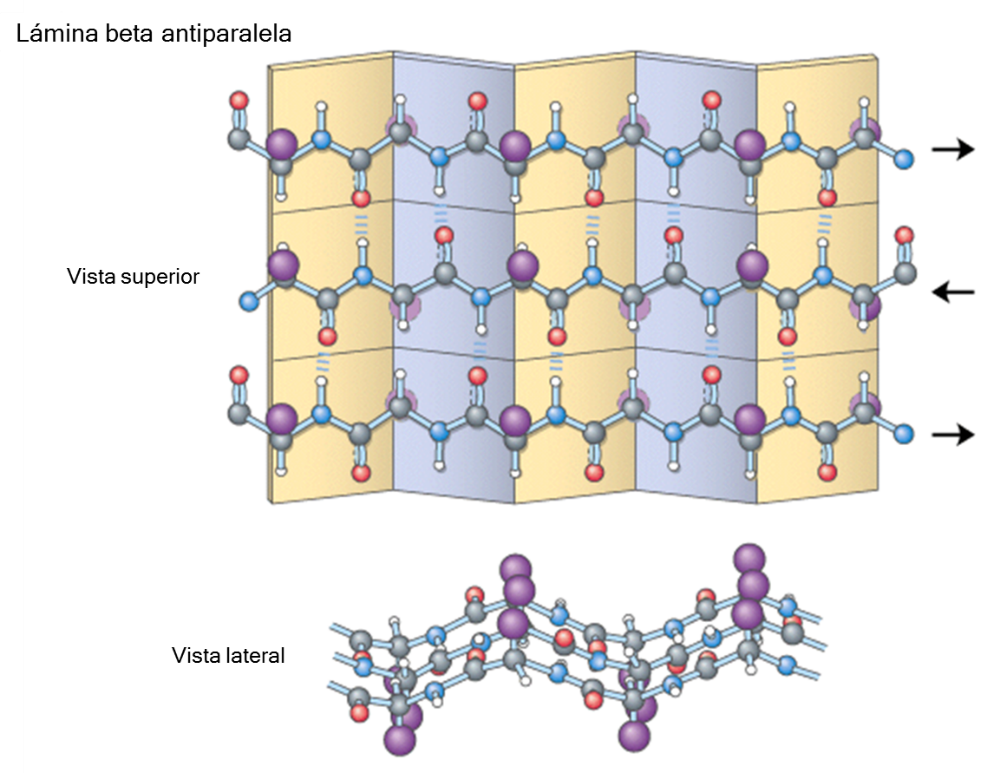 Lámina beta antiparalela
Vista superior
Vista lateral